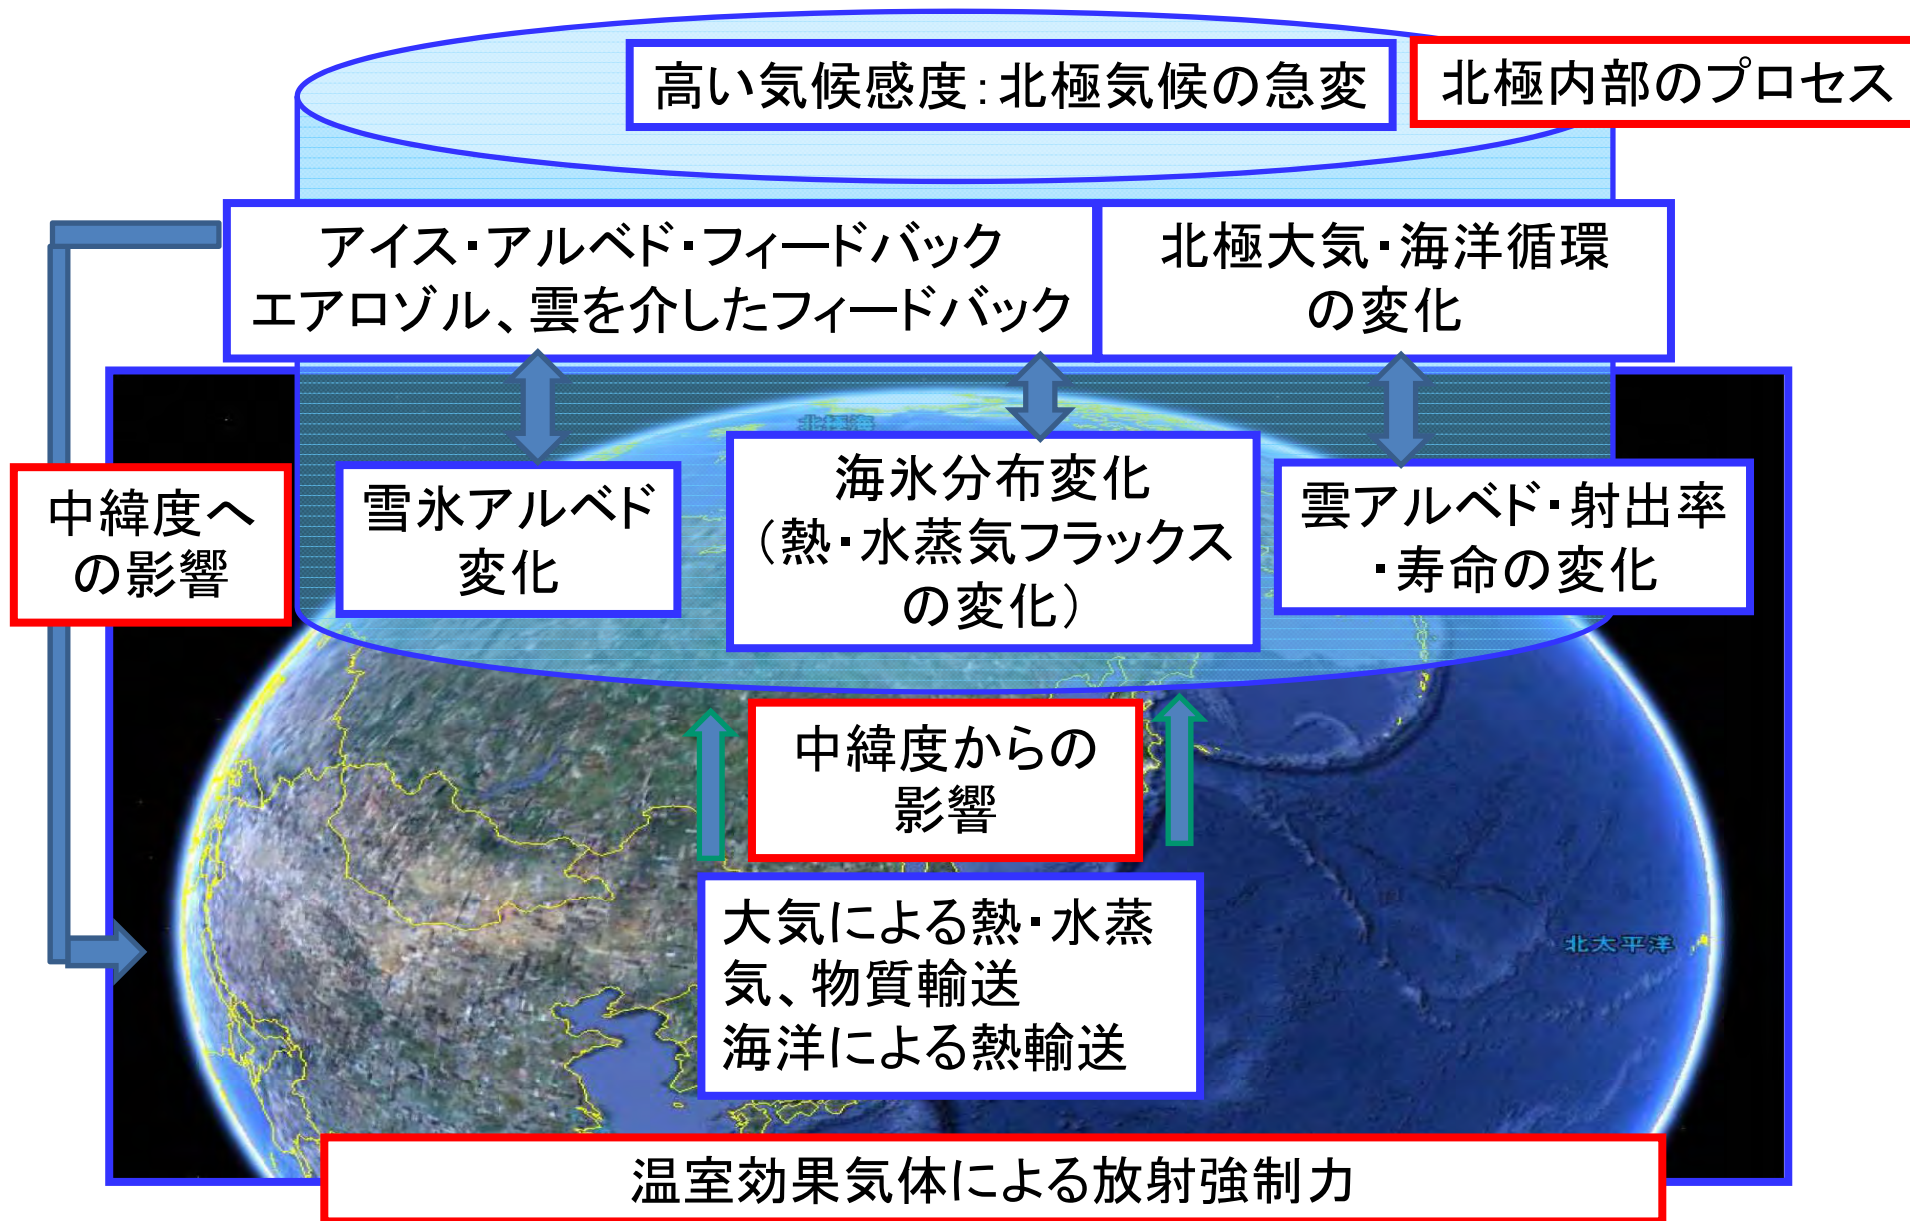 高い気候感度：北極気候の急変
北極内部のプロセス
アイス・アルベド・フィードバック
エアロゾル、雲を介したフィードバック
北極大気・海洋循環
の変化
北極海
中緯度へ
の影響
雪氷アルベド
変化
海氷分布変化
（熱・水蒸気フラックス
の変化）
雲アルベド・射出率
・寿命の変化
中緯度からの
影響
大気による熱・水蒸
気、物質輸送
海洋による熱輸送
北太平洋
温室効果気体による放射強制力